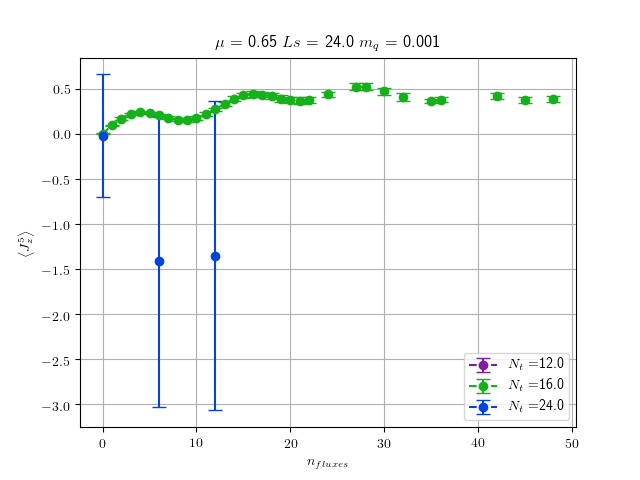 μ = 0.65 Ls = 24.0 m_q = 0.001
⟨J_z^5⟩
0.5
0.0
−0.5
−1.0
−1.5
−2.0
−2.5
−3.0
N_t =12.0
N_t =16.0
N_t =24.0
0 10 20 30 40 50
n_{fluxes}